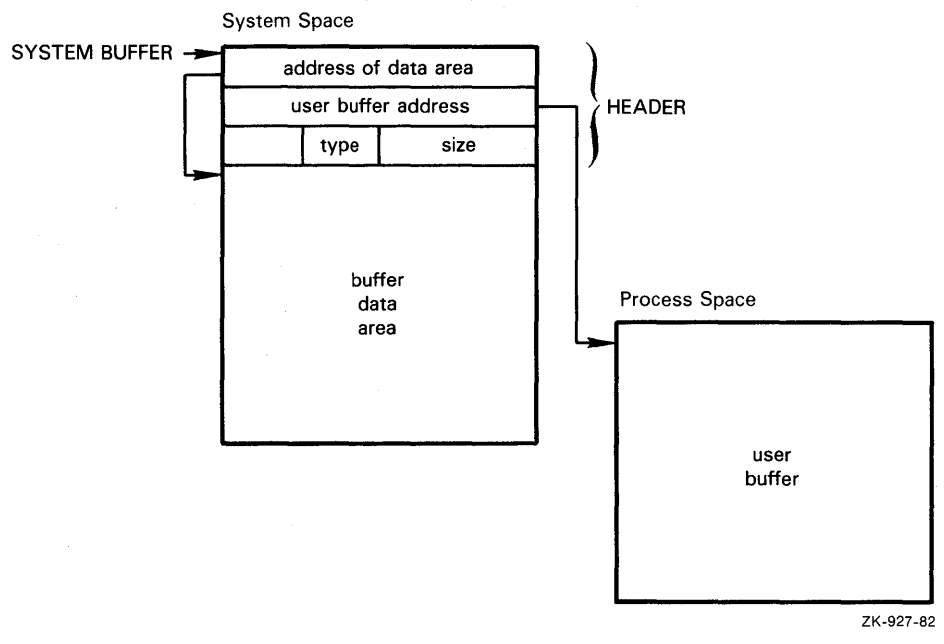 System Space
SYSTEM BUFFER
address of data area
user buffer address
HEADER
type
size
buffer
data
area
Process Space
user
buffer
ZK-927-82